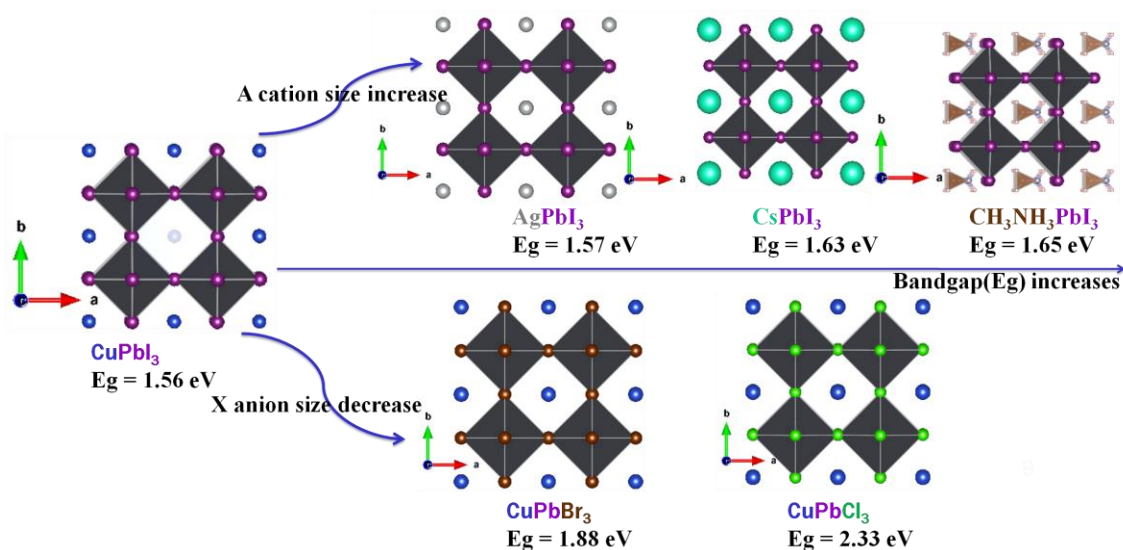 A cation size increase
b
a
b
a
b
a
b
a
AgPbI₃
Eg = 1.57 eV
CsPbI₃
Eg = 1.63 eV
CH₃NH₃PbI₃
Eg = 1.65 eV
Bandgap(Eg) increases
CuPbI₃
Eg = 1.56 eV
X anion size decrease
b
a
b
a
CuPbBr₃
Eg = 1.88 eV
CuPbCl₃
Eg = 2.33 eV